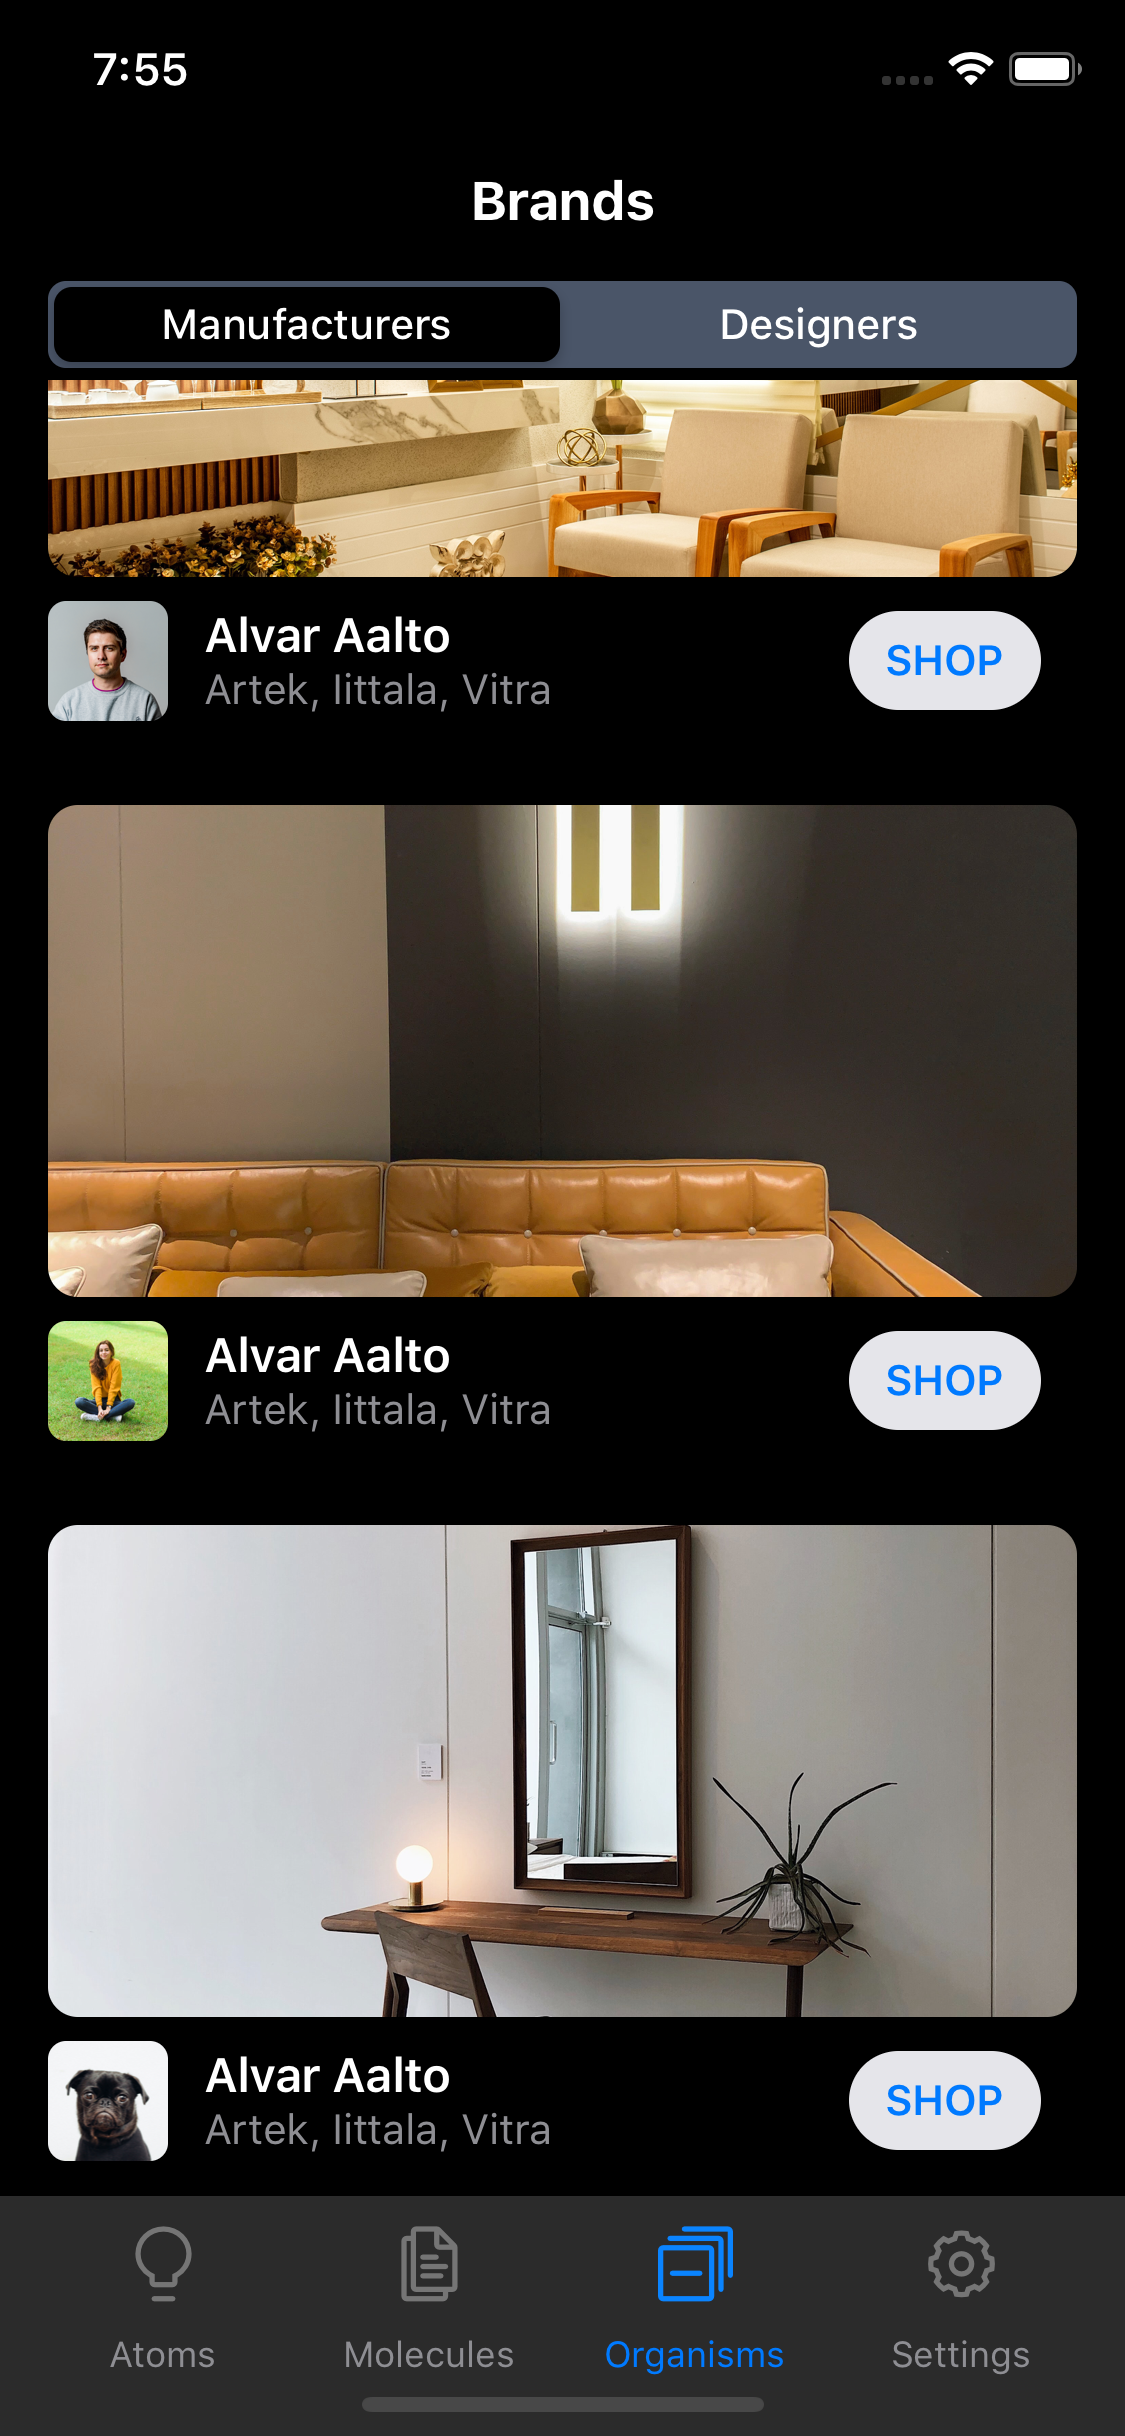 7:55
Brands
Manufacturers
Designers
Alvar Aalto
Artek, Iittala, Vitra
SHOP
Alvar Aalto
Artek, Iittala, Vitra
SHOP
Alvar Aalto
Artek, Iittala, Vitra
SHOP
Atoms
Molecules
Organisms
Settings